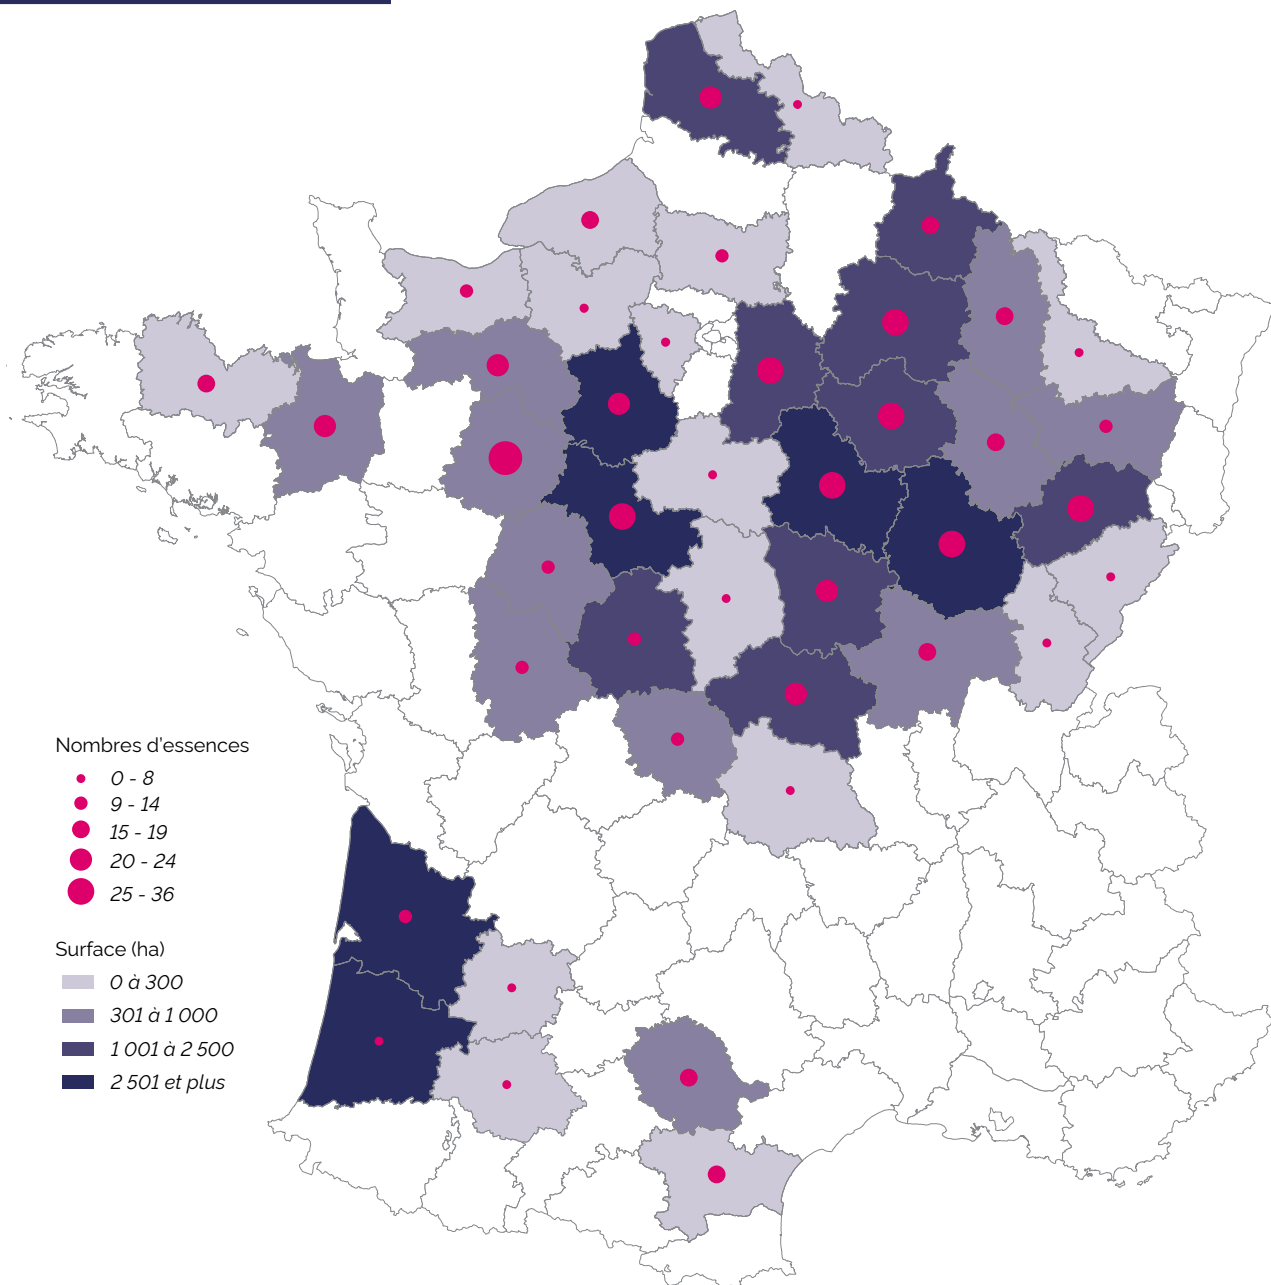 Nombres d'essences
0 - 8
9 - 14
15 - 19
20 - 24
25 - 36
Surface (ha)
0 à 300
301 à 1 000
1 001 à 2 500
2 501 et plus